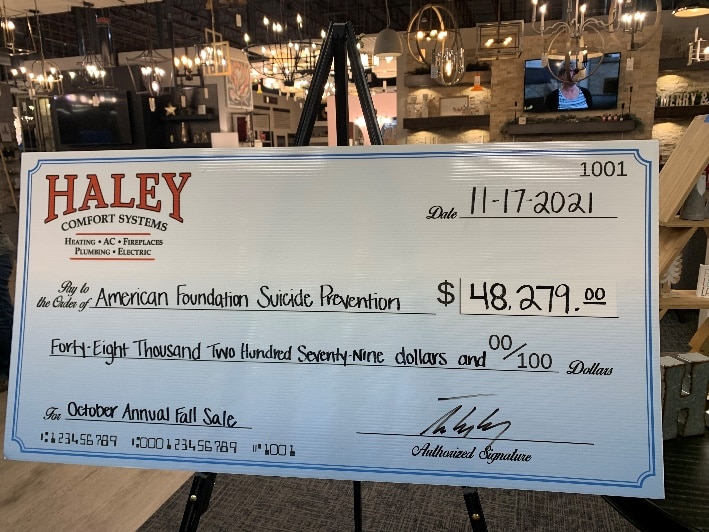 MERRY &
1001
HALEY
COMFORT SYSTEMS
HEATING • AC • FIREPLACES
PLUMBING • ELECTRIC
Date 11-17-2021
Pay to
the Order of American Foundation Suicide Prevention $ 48,279.00
Forty-Eight Thousand Two Hundred Seventy-Nine dollars and 00/100 Dollars
For October Annual Fall Sale
⑆123456789 ⑆000123456789 ⑈1001
Authorized Signature
H